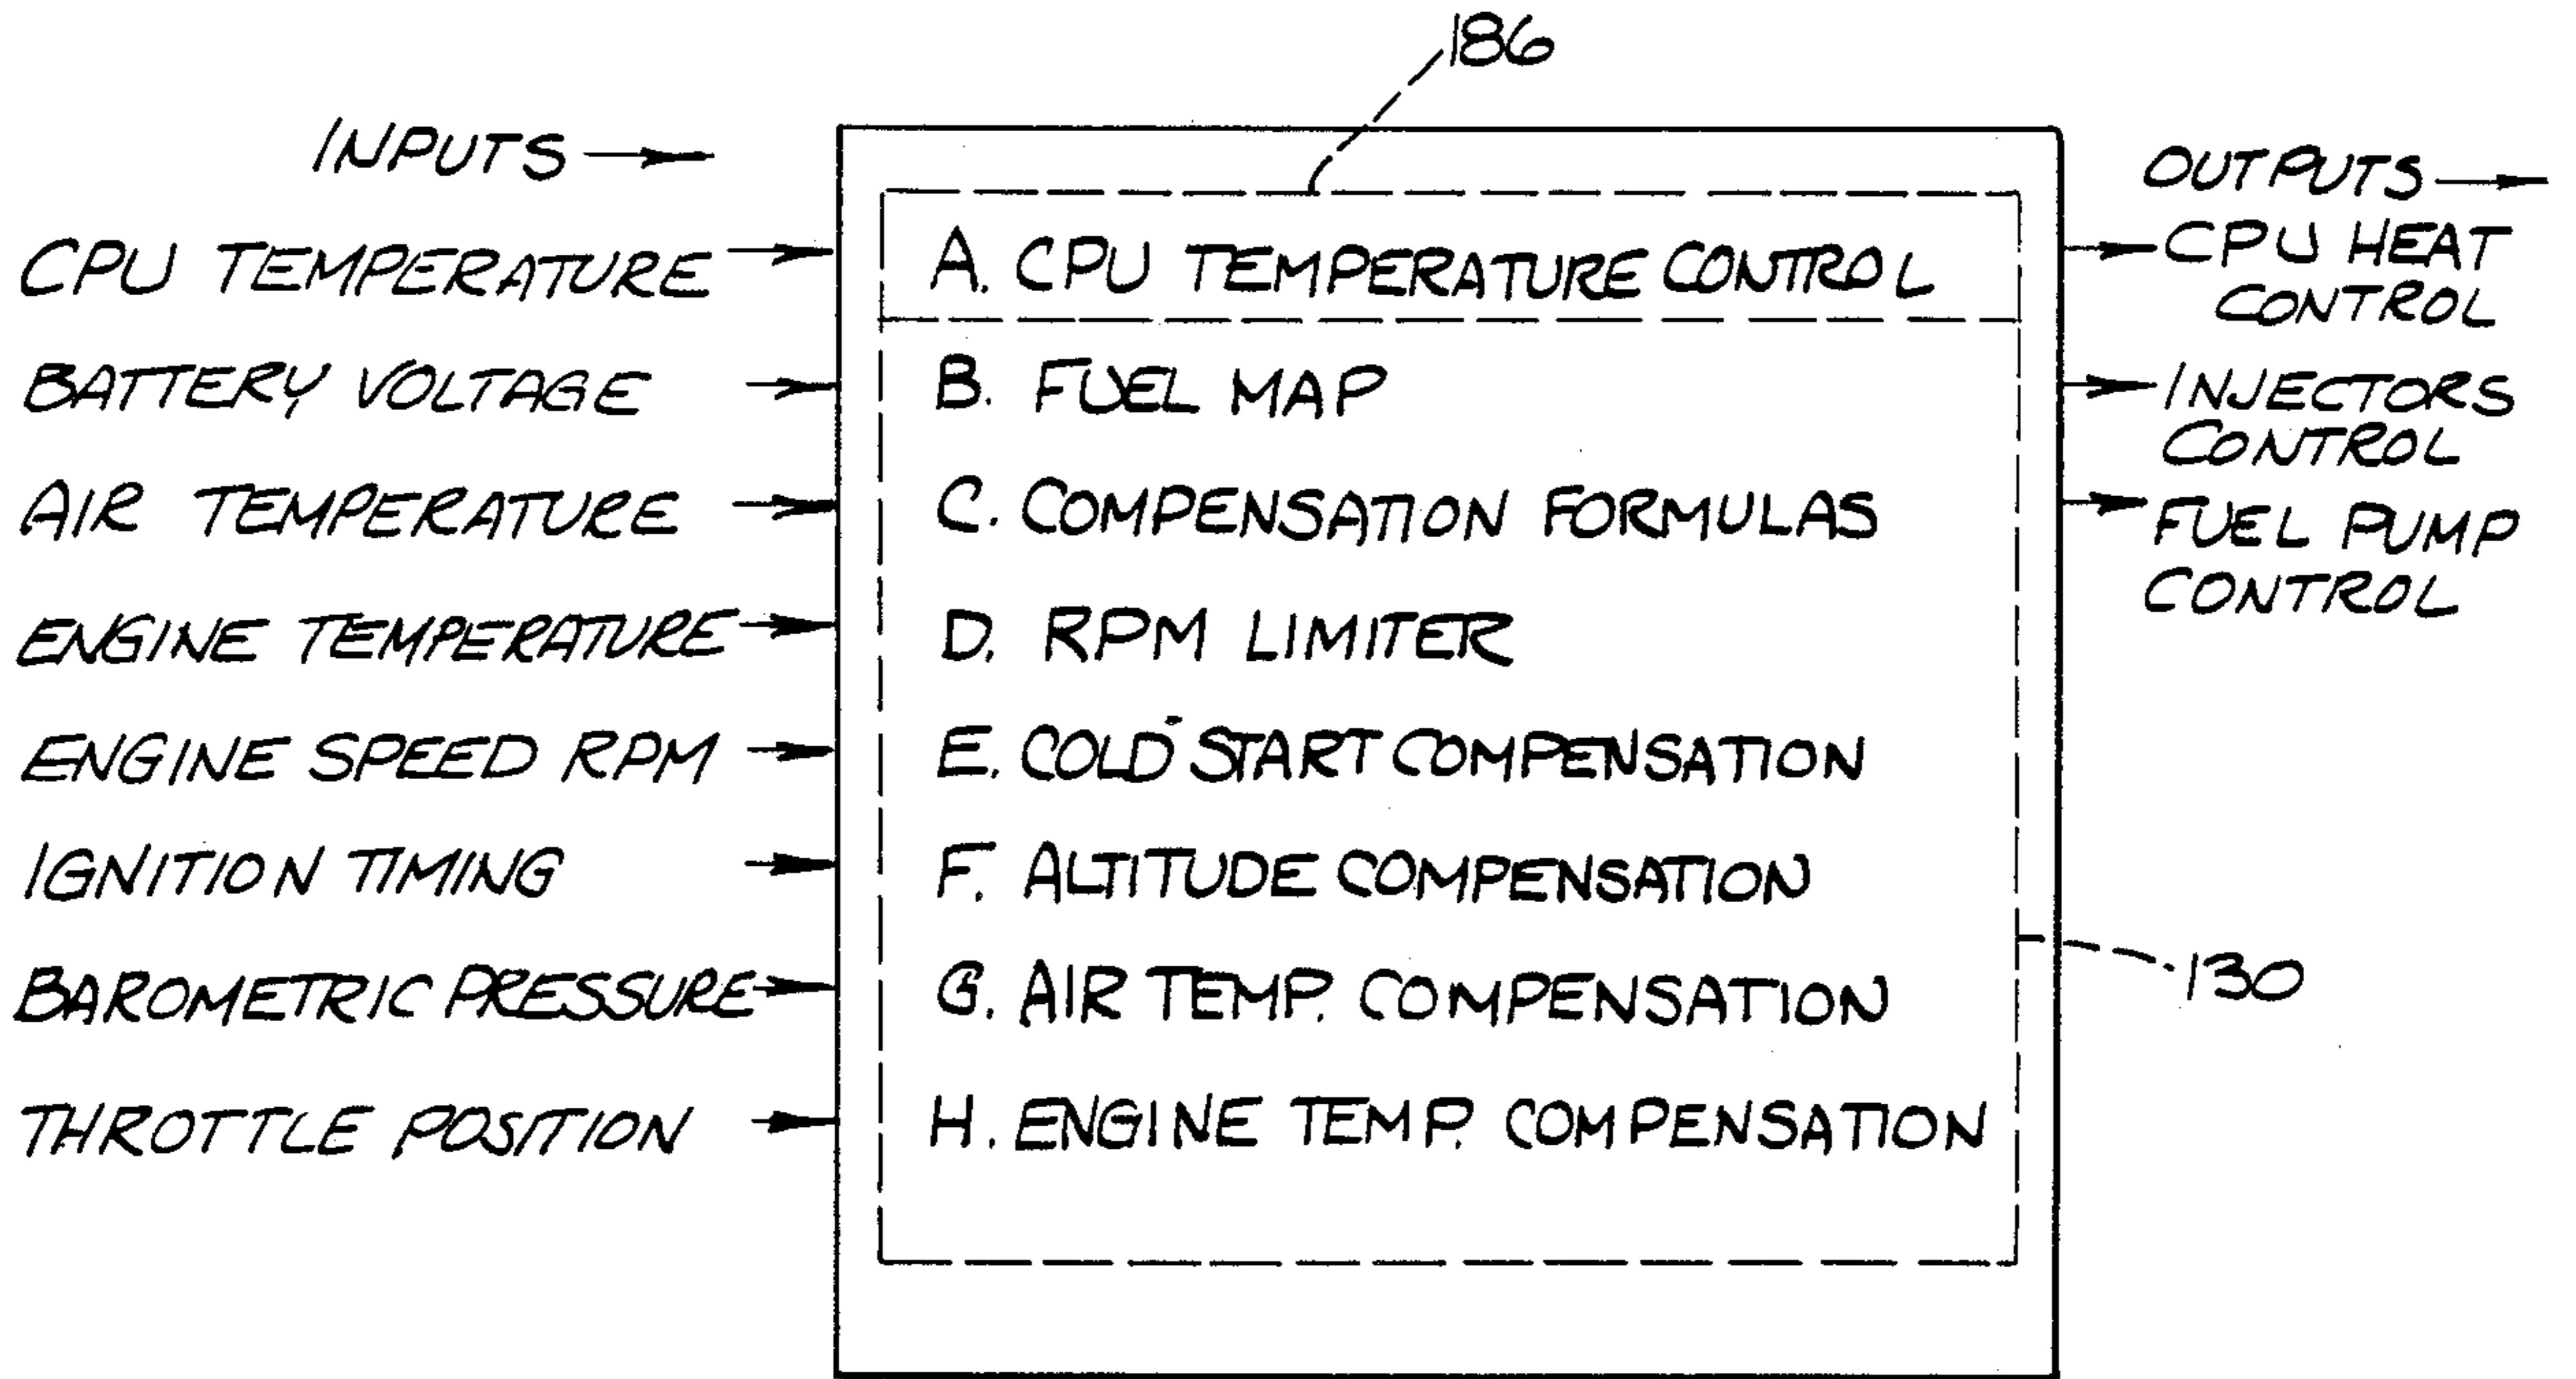 186
INPUTS
CPU TEMPERATURE
BATTERY VOLTAGE
AIR TEMPERATURE
ENGINE TEMPERATURE
ENGINE SPEED RPM
IGNITION TIMING
BAROMETRIC PRESSURE
THROTTLE POSITION
A. CPU TEMPERATURE CONTROL
B. FUEL MAP
C. COMPENSATION FORMULAS
D. RPM LIMITER
E. COLD START COMPENSATION
F. ALTITUDE COMPENSATION
G. AIR TEMP. COMPENSATION
H. ENGINE TEMP. COMPENSATION
OUTPUTS
CPU HEAT
CONTROL
INJECTORS
CONTROL
FUEL PUMP
CONTROL
130